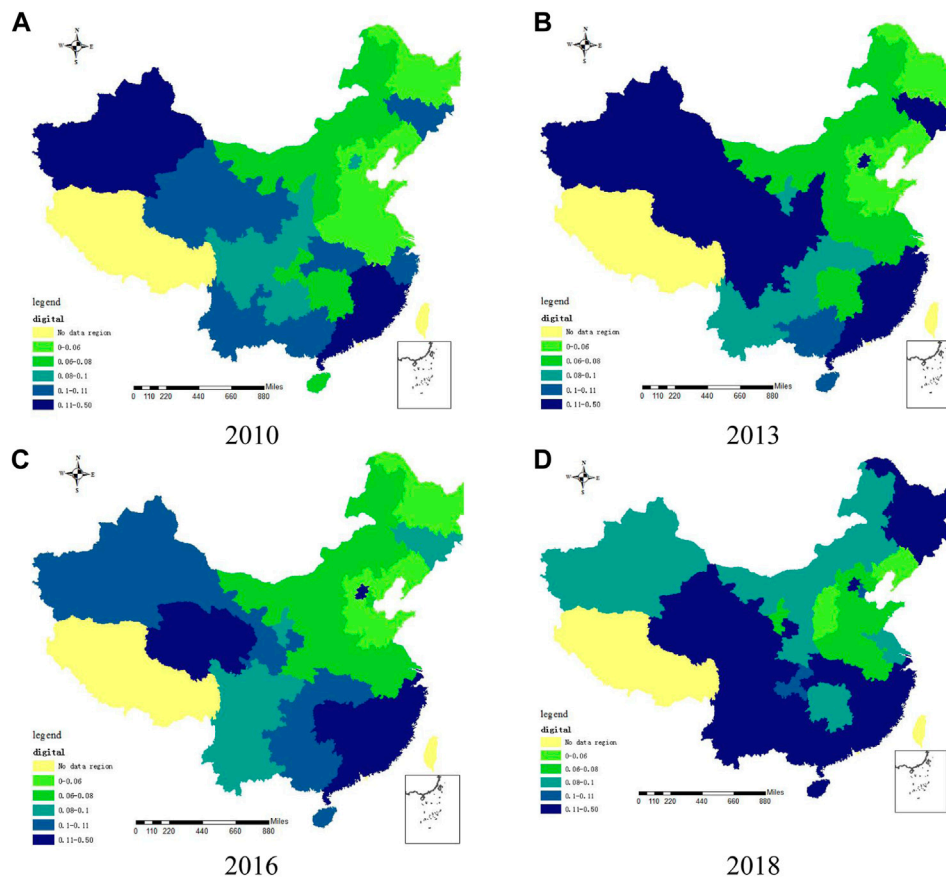 A
N
W E
S
legend
digital
No data region
0-0.06
0.06-0.08
0.08-0.1
0.1-0.11
0.11-0.50
Miles
0 110 220 440 660 880
2010
B
N
W E
S
legend
digital
No data region
0-0.06
0.06-0.08
0.08-0.1
0.1-0.11
0.11-0.50
Miles
0 110 220 440 660 880
2013
C
N
W E
S
legend
digital
No data region
0-0.06
0.06-0.08
0.08-0.1
0.1-0.11
0.11-0.50
Miles
0 110 220 440 660 880
2016
D
N
W E
S
legend
digital
No data region
0-0.06
0.06-0.08
0.08-0.1
0.1-0.11
0.11-0.50
Miles
0 110 220 440 660 880
2018